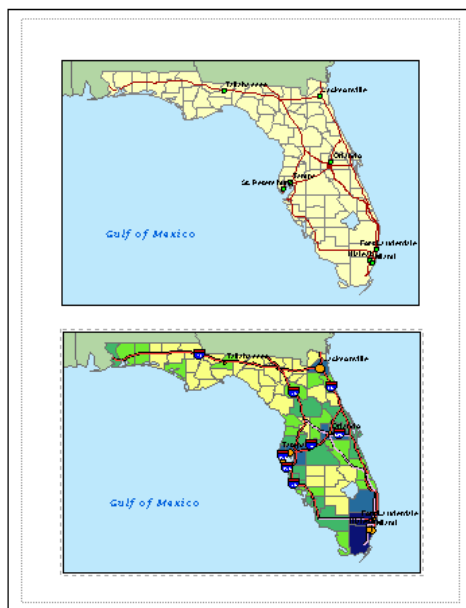 Tallahassee
Jacksonville
Orlando
Tampa
St. Petersburg
Gulf of Mexico
Fort Lauderdale
Hialeah
Miami
Tallahassee
Jacksonville
Orlando
Tampa
Gulf of Mexico
Fort Lauderdale
Miami